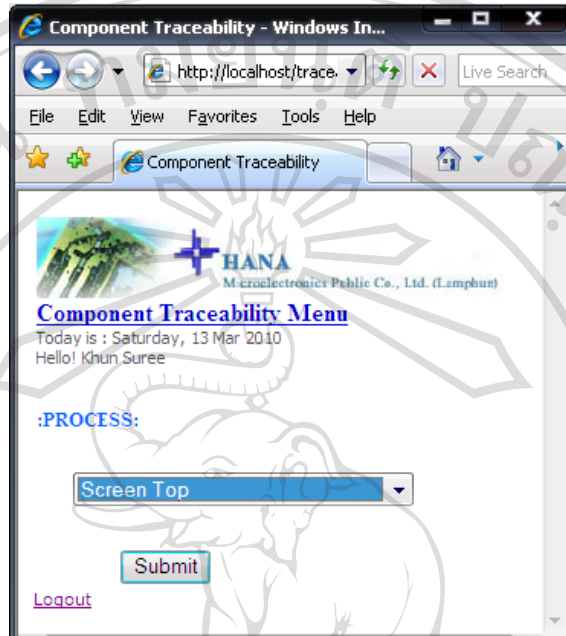 Component Traceability - Windows In...
http://localhost/trace.
Live Search
File Edit View Favorites Tools Help
Component Traceability
HANA
Microelectronics Public Co., Ltd. (Lamphun)
Component Traceability Menu
Today is : Saturday, 13 Mar 2010
Hello! Khun Suree
:PROCESS:
Screen Top
Submit
Logout